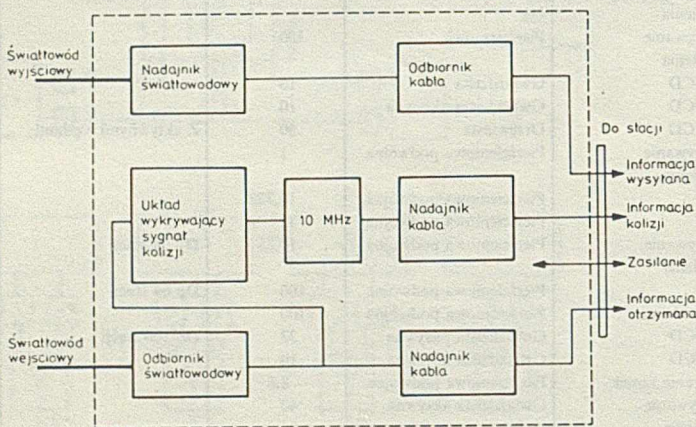 Światłowód
wyjściowy
Nadajnik
światłowodowy
Odbiornik
kabla
Do stacji
Informacja
wysyłana
Układ
wykrywający
sygnał
kolizji
10 MHz
Nadajnik
kabla
Informacja
kolizji
Zasilanie
Informacja
otrzymana
Światłowód
wejściowy
Odbiornik
światłowodowy
Nadajnik
kabla